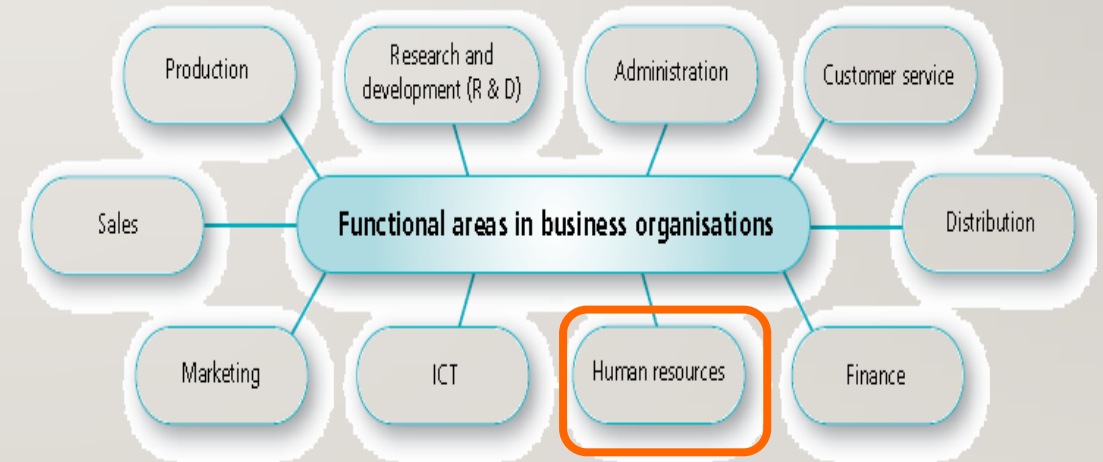 Production
Research and
development (R & D)
Administration
Customer service
Sales
Functional areas in business organisations
Distribution
Marketing
ICT
Human resources
Finance